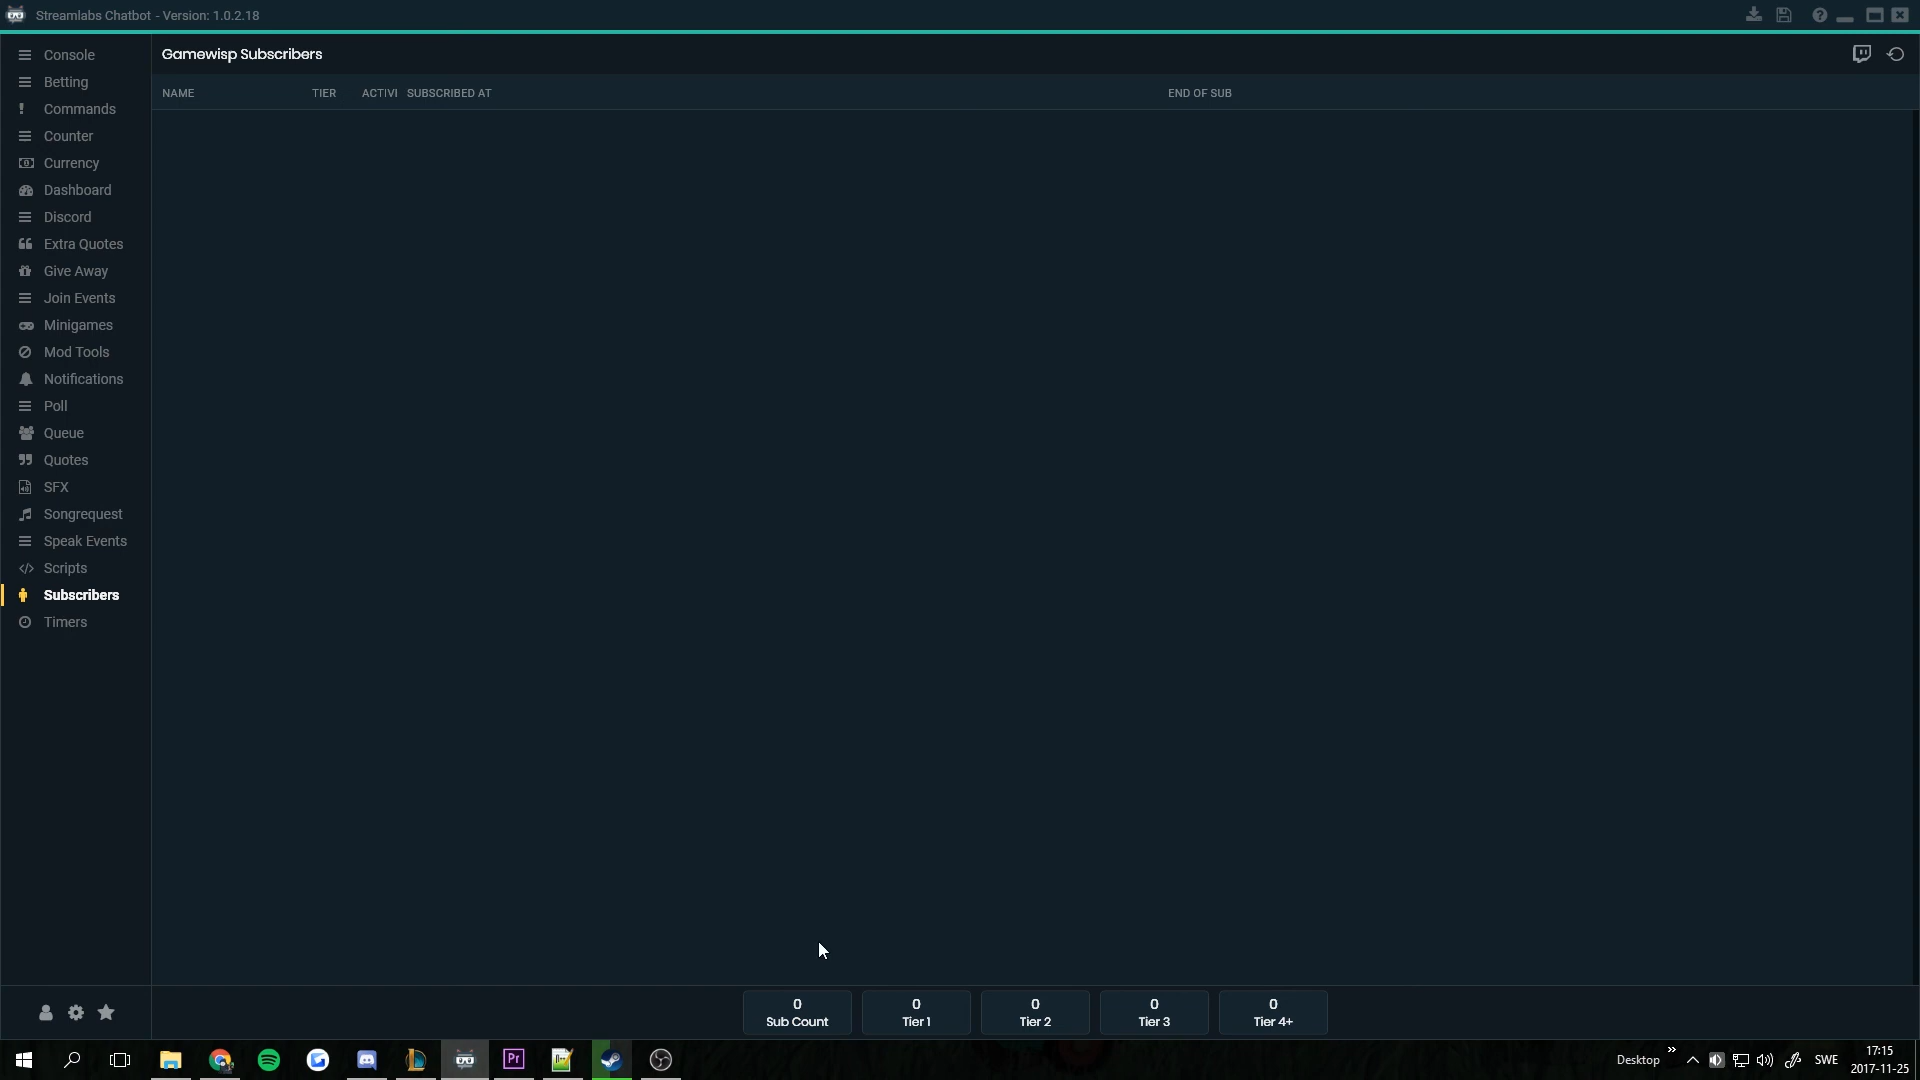 Streamlabs Chatbot - Version: 1.0.2.18
Console
Betting
Commands
Counter
Currency
Dashboard
Discord
Extra Quotes
Give Away
Join Events
Minigames
Mod Tools
Notifications
Poll
Queue
Quotes
SFX
Songrequest
Speak Events
Scripts
Subscribers
Timers
Gamewisp Subscribers
NAME TIER ACTIVI SUBSCRIBED AT END OF SUB
0 0 0 0 0
Sub Count Tier 1 Tier 2 Tier 3 Tier 4+
Pr
Desktop SWE 17:15
2017-11-25